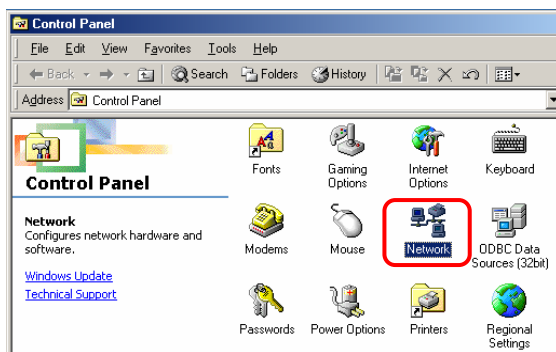 Control Panel
File Edit View Favorites Tools Help
Back Search Folders History
Address Control Panel
Control Panel
Network
Configures network hardware and
software.
Windows Update
Technical Support
Fonts
Gaming
Options
Internet
Options
Keyboard
Modems
Mouse
Network
ODBC Data
Sources (32bit)
Passwords
Power Options
Printers
Regional
Settings